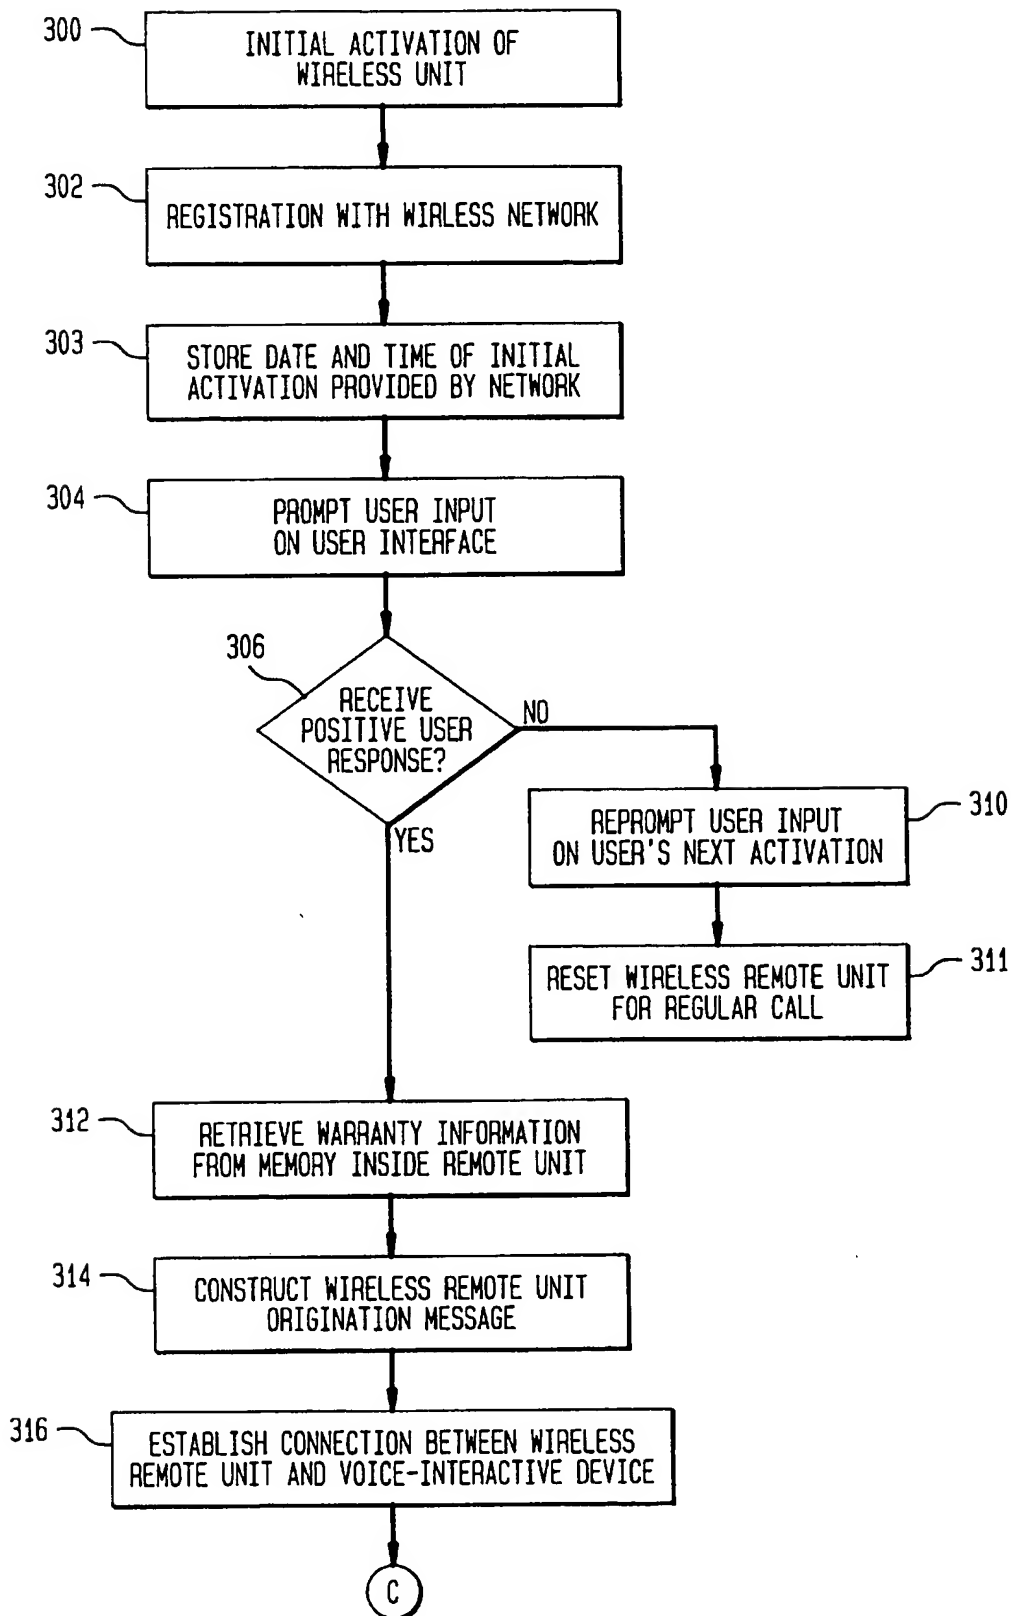 300
INITIAL ACTIVATION OF
WIRELESS UNIT
302
REGISTRATION WITH WIRLESS NETWORK
303
STORE DATE AND TIME OF INITIAL
ACTIVATION PROVIDED BY NETWORK
304
PROMPT USER INPUT
ON USER INTERFACE
306
RECEIVE
POSITIVE USER
RESPONSE?
NO
YES
310
REPROMPT USER INPUT
ON USER'S NEXT ACTIVATION
311
RESET WIRELESS REMOTE UNIT
FOR REGULAR CALL
312
RETRIEVE WARRANTY INFORMATION
FROM MEMORY INSIDE REMOTE UNIT
314
CONSTRUCT WIRELESS REMOTE UNIT
ORIGINATION MESSAGE
316
ESTABLISH CONNECTION BETWEEN WIRELESS
REMOTE UNIT AND VOICE-INTERACTIVE DEVICE
C